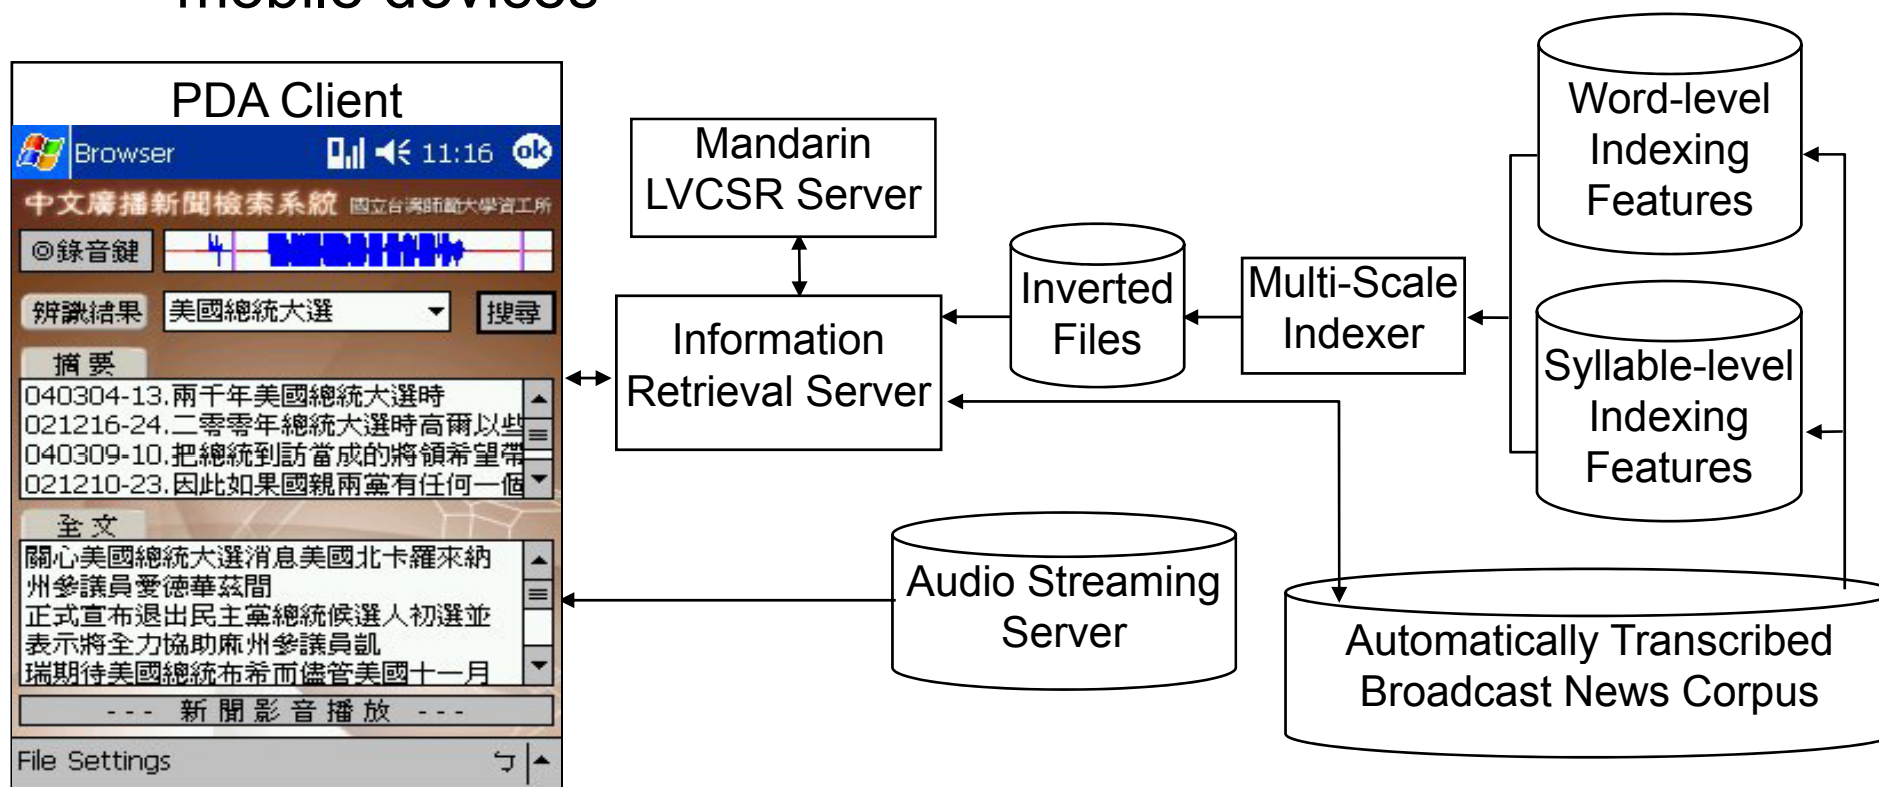 mobile devices
PDA Client
Browser 11:16 ok
中文廣播新聞檢索系統 國立台灣師範大學資工所
◎錄音鍵
辨識結果 美國總統大選 搜尋
摘要
040304-13.兩千年美國總統大選時
021216-24.二零零年總統大選時高爾以些
040309-10.把總統到訪當成的將領希望帶
021210-23.因此如果國親兩黨有任何一個
全文
關心美國總統大選消息美國北卡羅來納
州參議員愛德華茲間
正式宣布退出民主黨總統候選人初選並
表示將全力協助麻州參議員凱
瑞期待美國總統布希而儘管美國十一月
--- 新聞影音播放 ---
File Settings ㄅ
Mandarin
LVCSR Server
Information
Retrieval Server
Inverted
Files
Multi-Scale
Indexer
Word-level
Indexing
Features
Syllable-level
Indexing
Features
Audio Streaming
Server
Automatically Transcribed
Broadcast News Corpus